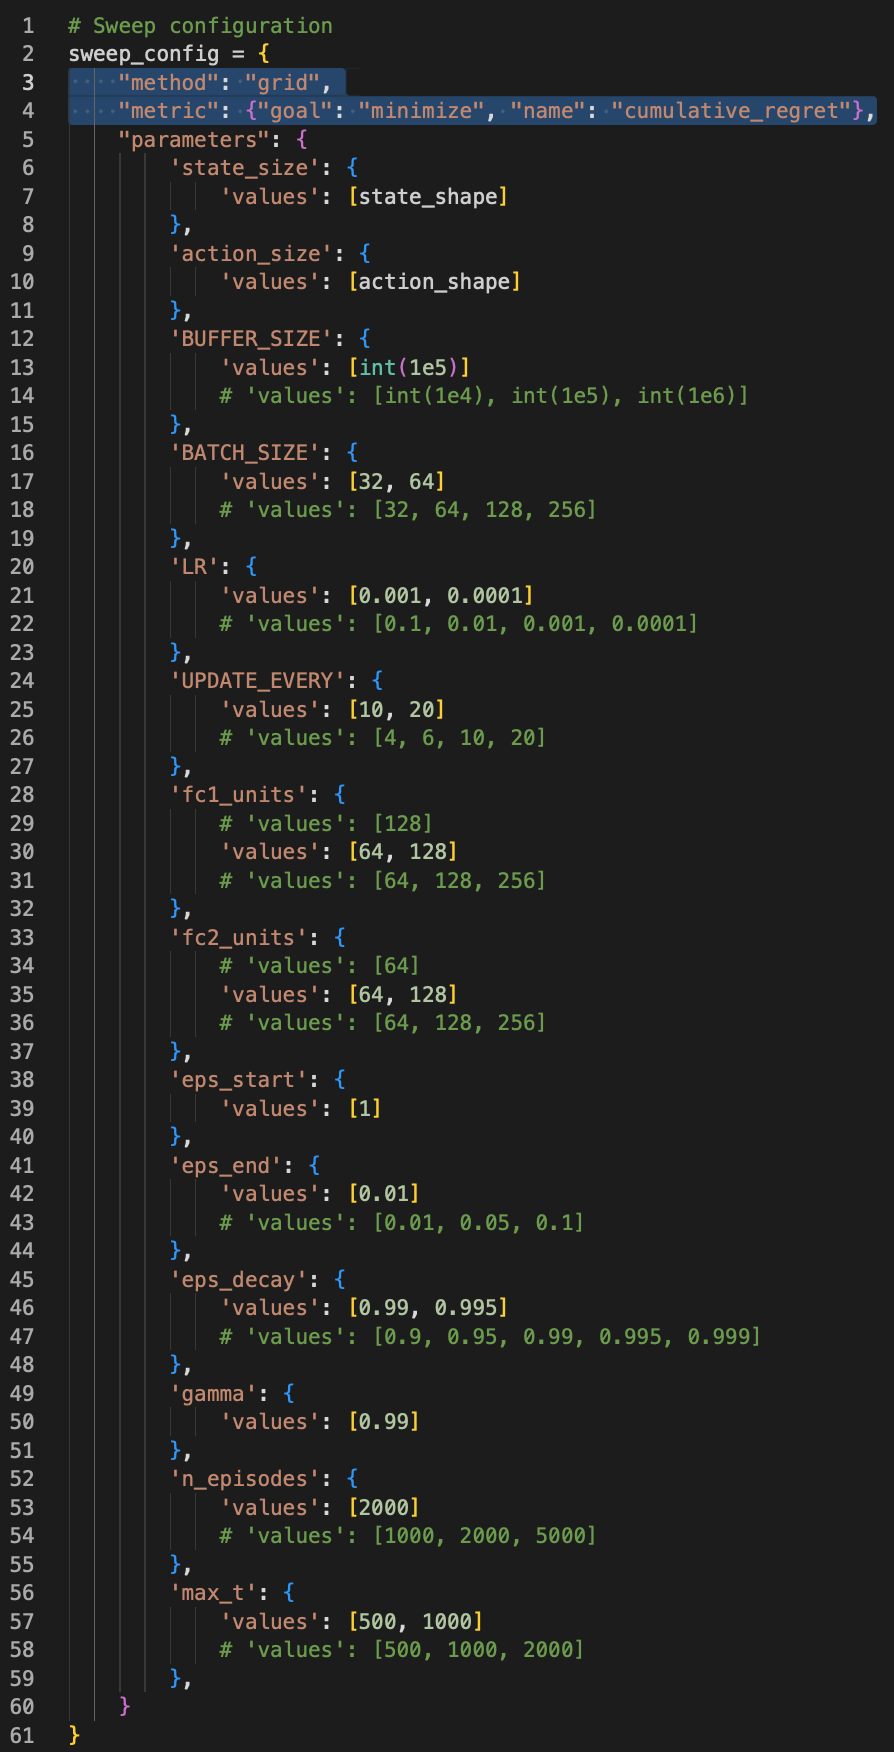 1 # Sweep configuration
2 sweep_config = {
3 "method": "grid",
4 "metric": {"goal": "minimize", "name": "cumulative_regret"},
5 "parameters": {
6 'state_size': {
7 'values': [state_shape]
8 },
9 'action_size': {
10 'values': [action_shape]
11 },
12 'BUFFER_SIZE': {
13 'values': [int(1e5)]
14 # 'values': [int(1e4), int(1e5), int(1e6)]
15 },
16 'BATCH_SIZE': {
17 'values': [32, 64]
18 # 'values': [32, 64, 128, 256]
19 },
20 'LR': {
21 'values': [0.001, 0.0001]
22 # 'values': [0.1, 0.01, 0.001, 0.0001]
23 },
24 'UPDATE_EVERY': {
25 'values': [10, 20]
26 # 'values': [4, 6, 10, 20]
27 },
28 'fc1_units': {
29 # 'values': [128]
30 'values': [64, 128]
31 # 'values': [64, 128, 256]
32 },
33 'fc2_units': {
34 # 'values': [64]
35 'values': [64, 128]
36 # 'values': [64, 128, 256]
37 },
38 'eps_start': {
39 'values': [1]
40 },
41 'eps_end': {
42 'values': [0.01]
43 # 'values': [0.01, 0.05, 0.1]
44 },
45 'eps_decay': {
46 'values': [0.99, 0.995]
47 # 'values': [0.9, 0.95, 0.99, 0.995, 0.999]
48 },
49 'gamma': {
50 'values': [0.99]
51 },
52 'n_episodes': {
53 'values': [2000]
54 # 'values': [1000, 2000, 5000]
55 },
56 'max_t': {
57 'values': [500, 1000]
58 # 'values': [500, 1000, 2000]
59 },
60 }
61 }